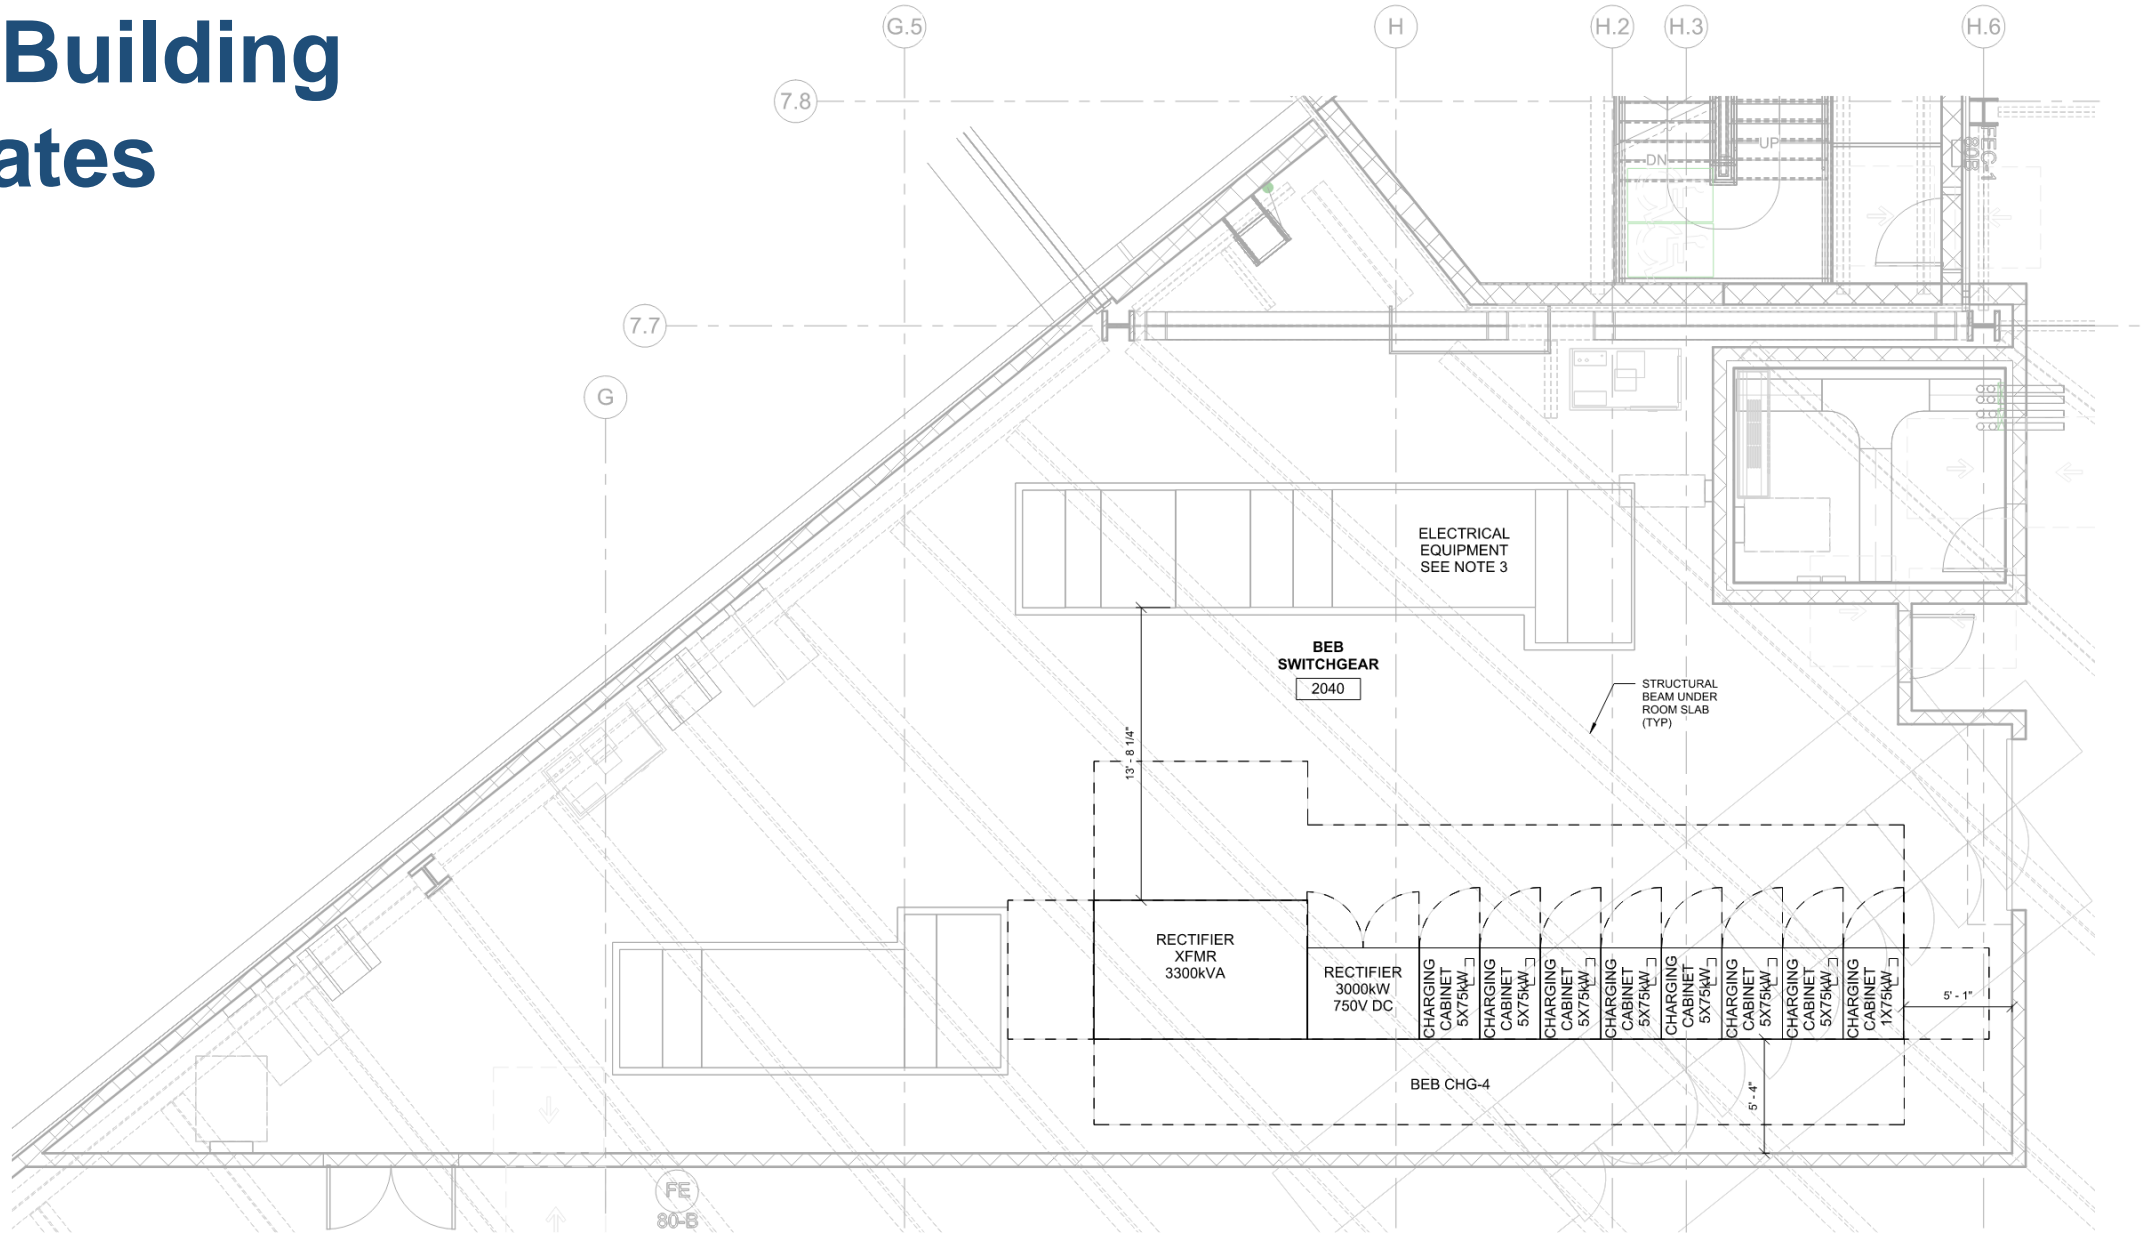 Building
ates
G.5
H
H.2
H.3
H.6
7.8
DN
UP
FEC-1
80B
7.7
G
ELECTRICAL
EQUIPMENT
SEE NOTE 3
BEB
SWITCHGEAR
2040
STRUCTURAL
BEAM UNDER
ROOM SLAB
(TYP)
13' - 8 1/4"
RECTIFIER
XFMR
3300kVA
RECTIFIER
3000kW
750V DC
CHARGING
CABINET
5X75kW
CHARGING
CABINET
5X75kW
CHARGING
CABINET
5X75kW
CHARGING
CABINET
5X75kW
CHARGING
CABINET
5X75kW
CHARGING
CABINET
5X75kW
CHARGING
CABINET
5X75kW
CHARGING
CABINET
1X75kW
5' - 1"
BEB CHG-4
5' - 4"
FE
80-B